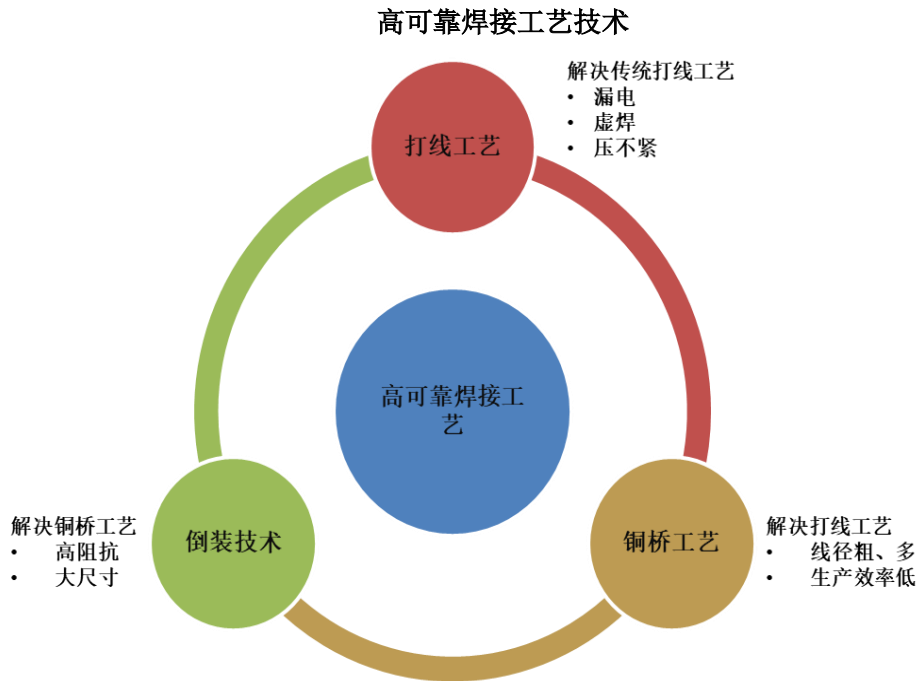 高可靠焊接工艺技术
解决传统打线工艺
• 漏电
• 虚焊
• 压不紧
打线工艺
高可靠焊接工
艺
解决铜桥工艺
• 高阻抗
• 大尺寸
倒装技术
铜桥工艺
解决打线工艺
• 线径粗、多
• 生产效率低